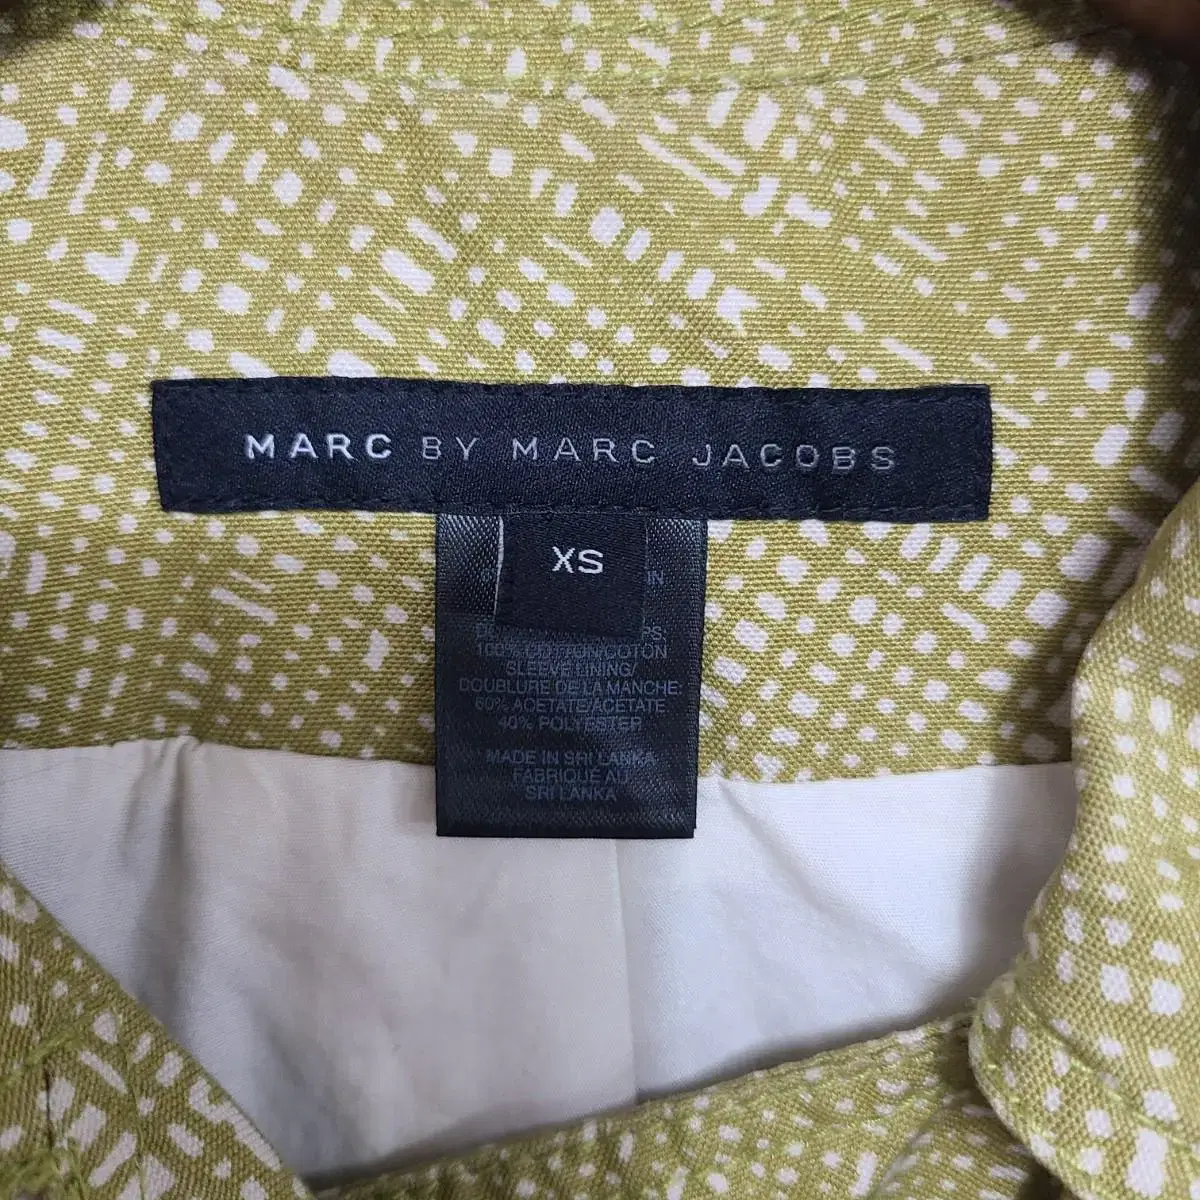 MARC BY MARC JACOBS
XS
IN
100% COTTON/COTON
SLEEVE LINING/
DOUBLURE DE LA MANCHE:
60% ACETATE/ACETATE
40% POLYESTER
MADE IN SRI LANKA
FABRIQUÉ AU
SRI LANKA